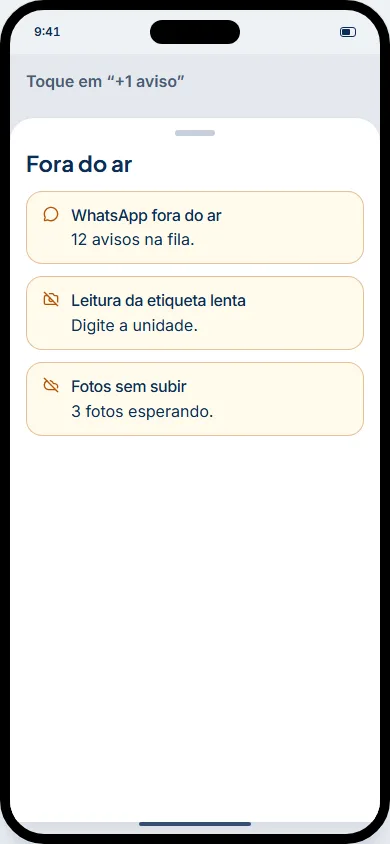 9:41
Toque em “+1 aviso”
Fora do ar
WhatsApp fora do ar
12 avisos na fila.
Leitura da etiqueta lenta
Digite a unidade.
Fotos sem subir
3 fotos esperando.